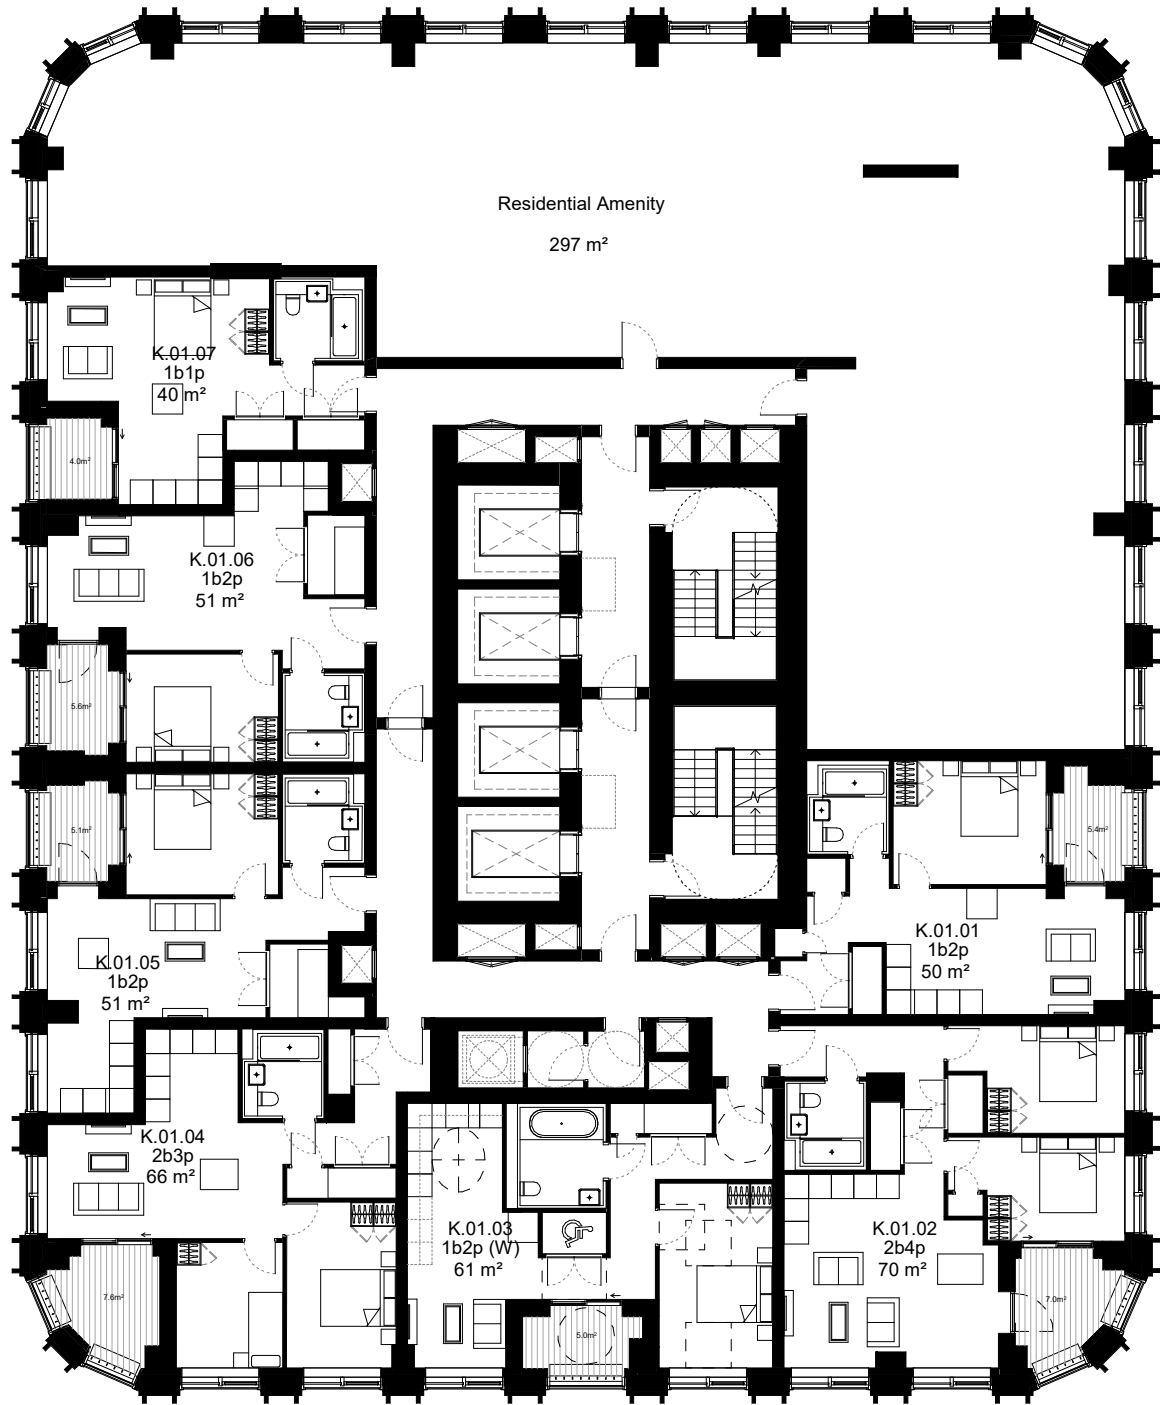 Residential Amenity
297 m²
K.01.07
1b1p
40 m²
4.0m²
K.01.06
1b2p
51 m²
5.6m²
5.1m²
5.4m²
K.01.05
1b2p
51 m²
K.01.01
1b2p
50 m²
K.01.04
2b3p
66 m²
K.01.03
1b2p (W)
61 m²
K.01.02
2b4p
70 m²
7.6m²
5.0m²
7.0m²